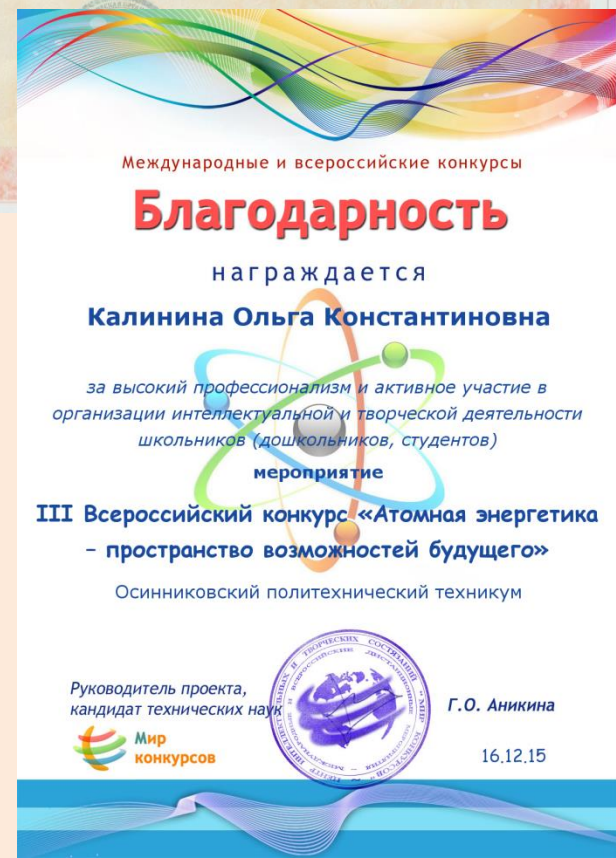 Международные и всероссийские конкурсы
Благодарность
награждается
Калинина Ольга Константиновна
за высокий профессионализм и активное участие в
организации интеллектуальной и творческой деятельности
школьников (дошкольников, студентов)
мероприятие
III Всероссийский конкурс «Атомная энергетика
– пространство возможностей будущего»
Осинниковский политехнический техникум
Руководитель проекта,
кандидат технических наук
Г.О. Аникина
Мир
конкурсов
16.12.15